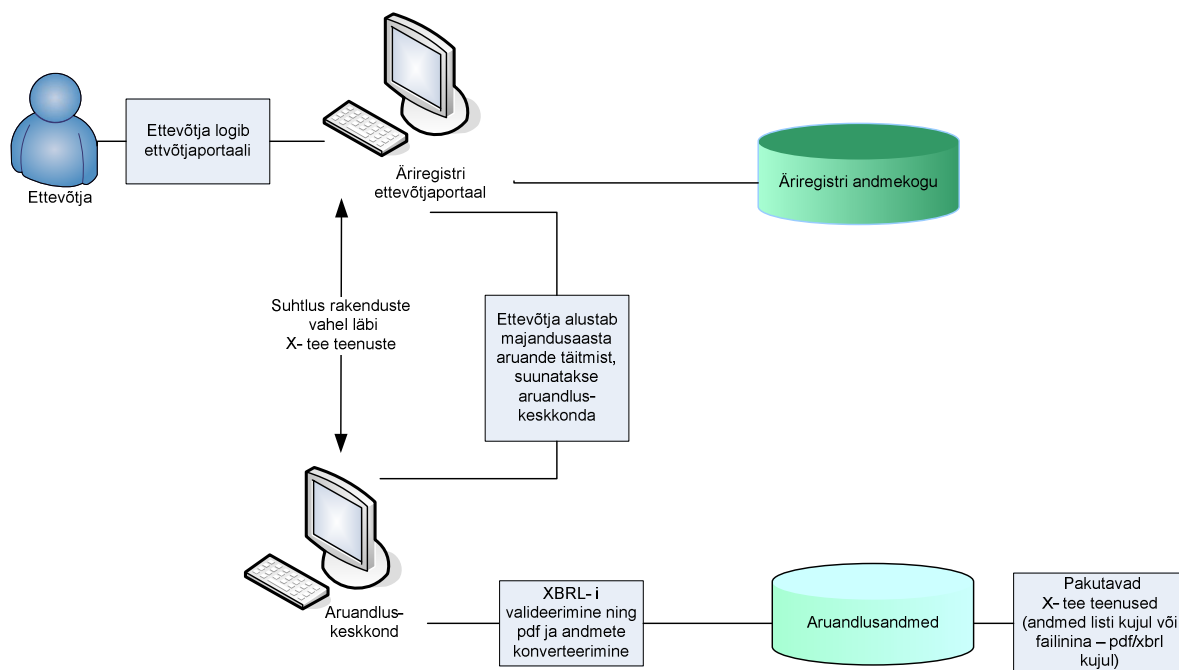 Ettevõtja
Ettevõtja logib
ettvõtjaportaali
Äriregistri
ettevõtjaportaal
Äriregistri andmekogu
Suhtlus rakenduste
vahel läbi
X- tee teenuste
Ettevõtja alustab
majandusaasta
aruande täitmist,
suunatakse
aruandlus-
keskkonda
Aruandlus-
keskkond
XBRL- i
valideerimine ning
pdf ja andmete
konverteerimine
Aruandlusandmed
Pakutavad
X- tee teenused
(andmed listi kujul või
failinina – pdf/xbrl
kujul)